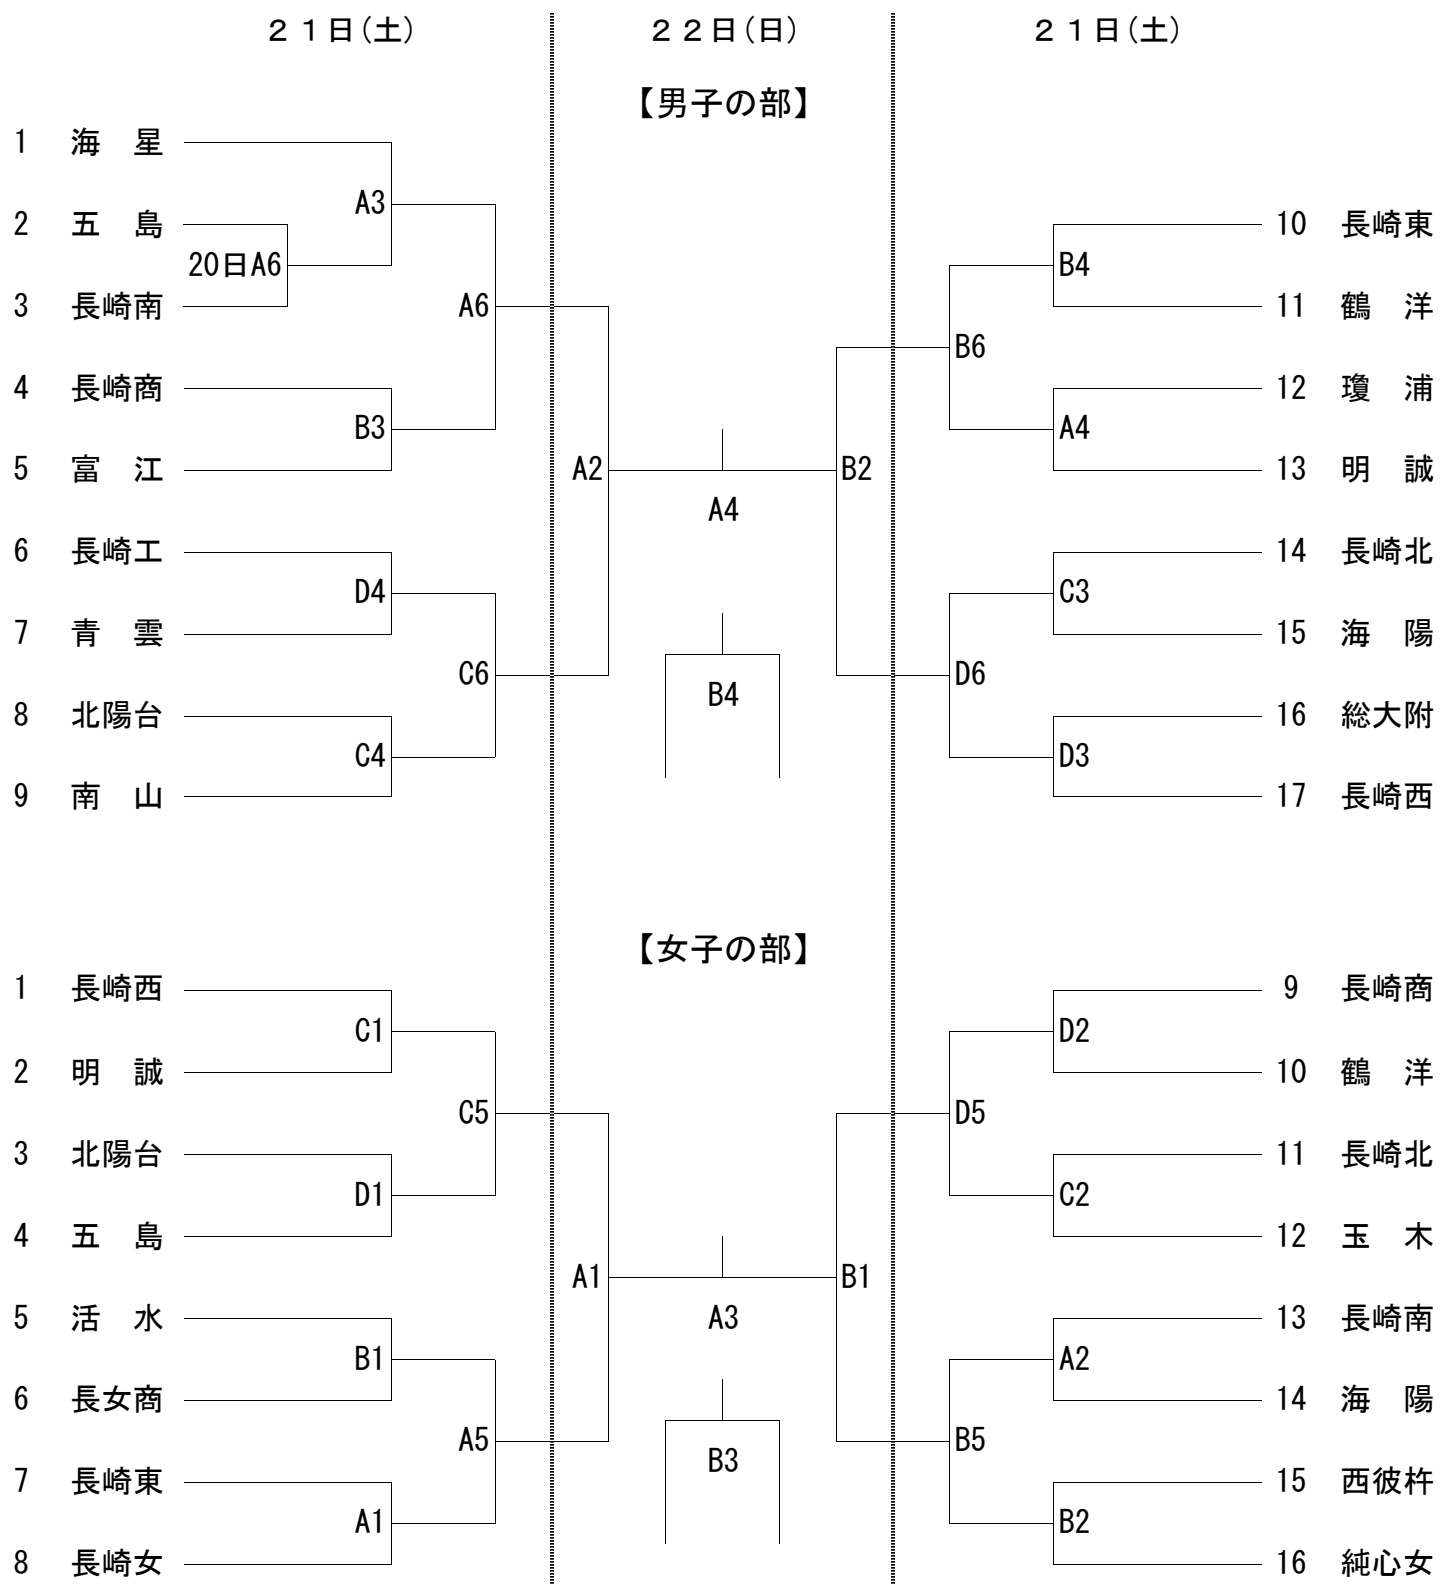 ２１日(土) ２２日(日) ２１日(土)
【男子の部】
1 海　星
A3
2 五　島 10 長崎東
20日A6 B4
3 長崎南 A6 11 鶴　洋
B6
4 長崎商 12 瓊　浦
B3 A4
5 富　江 A2 B2 13 明　誠
A4
6 長崎工 14 長崎北
D4 C3
7 青　雲 15 海　陽
C6 D6
B4
8 北陽台 16 総大附
C4 D3
9 南　山 17 長崎西
【女子の部】
1 長崎西 9 長崎商
C1 D2
2 明　誠 10 鶴　洋
C5 D5
3 北陽台 11 長崎北
D1 C2
4 五　島 12 玉　木
A1 B1
5 活　水 A3 13 長崎南
B1 A2
6 長女商 14 海　陽
A5 B5
B3
7 長崎東 15 西彼杵
A1 B2
8 長崎女 16 純心女